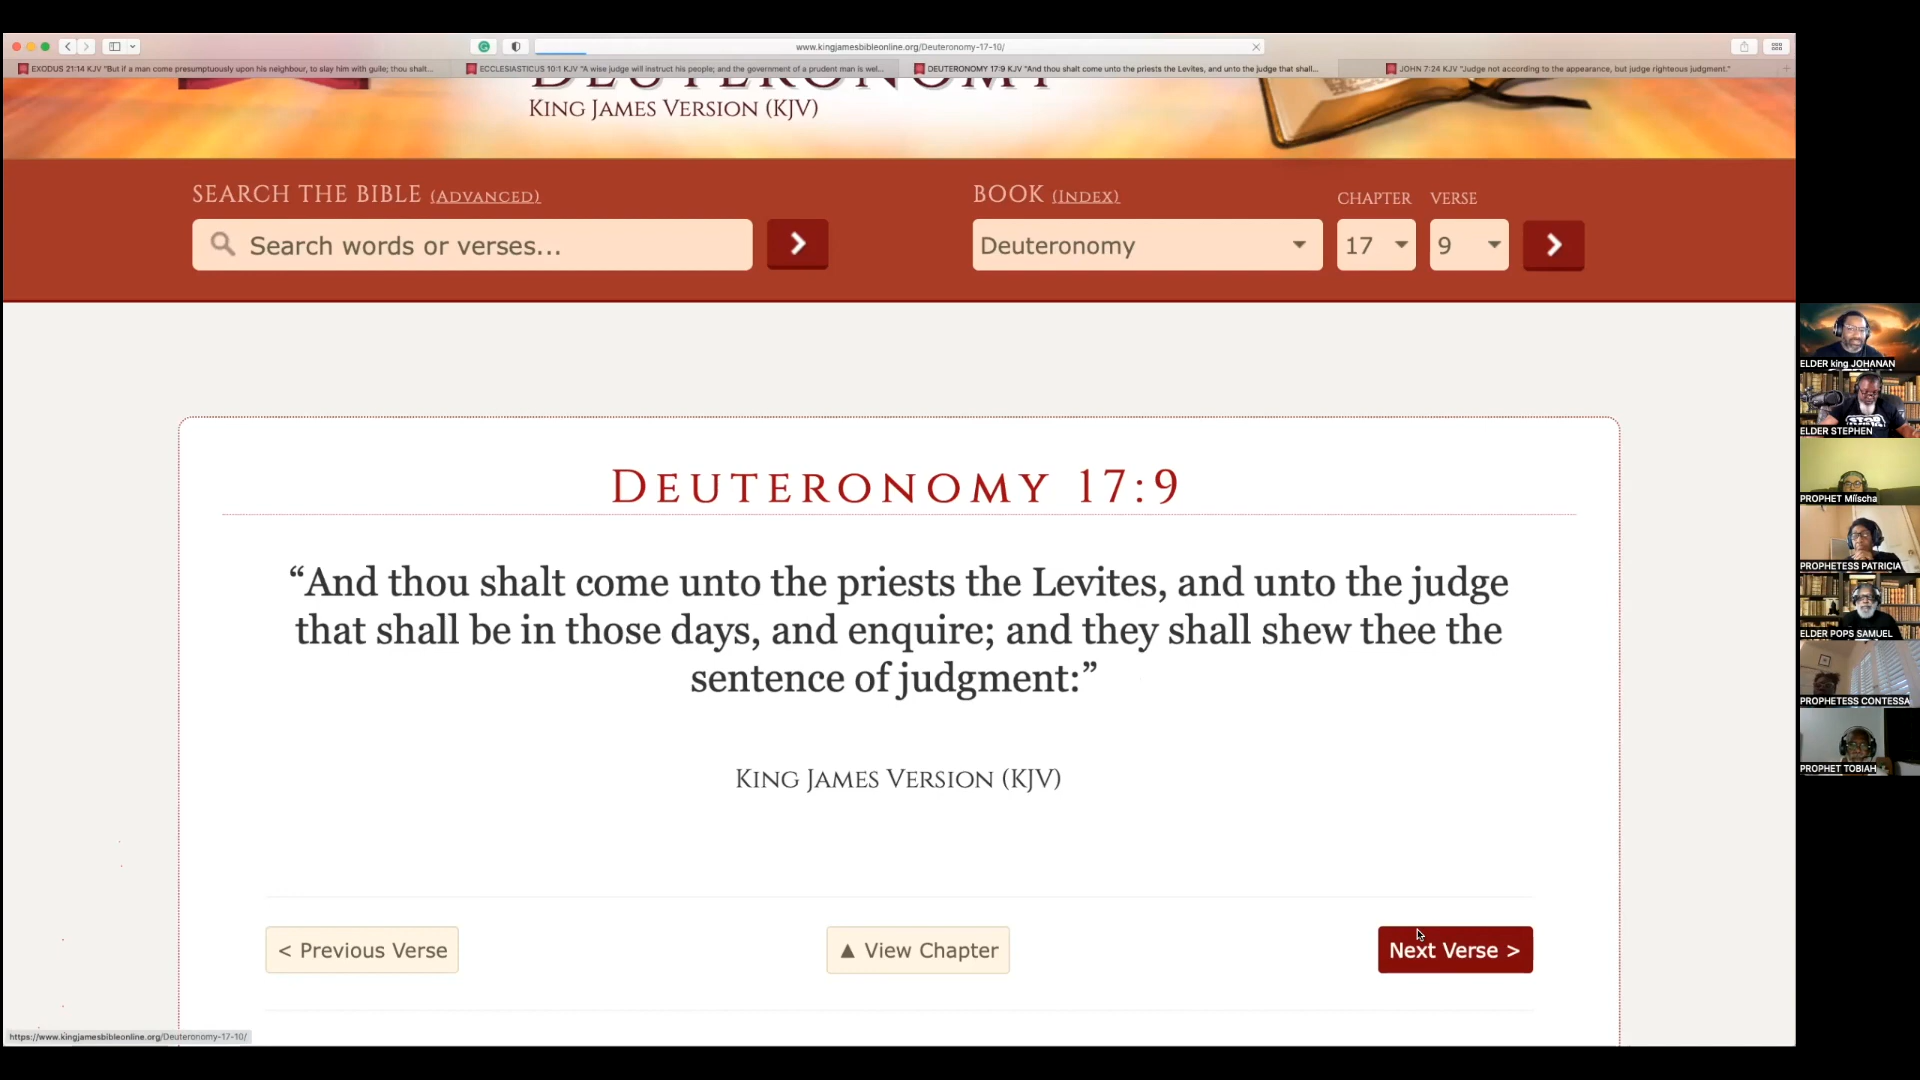 www.kingjamesbibleonline.org/Deuteronomy-17-10/
EXODUS 21:14 KJV "But if a man come presumptuously upon his neighbour, to slay him with guile; thou shalt...
ECCLESIASTICUS 10:1 KJV "A wise judge will instruct his people; and the government of a prudent man is wel...
DEUTERONOMY 17:9 KJV "And thou shalt come unto the priests the Levites, and unto the judge that shall...
JOHN 7:24 KJV "Judge not according to the appearance, but judge righteous judgment."
DEUTERONOMY
KING JAMES VERSION (KJV)
SEARCH THE BIBLE (ADVANCED)
BOOK (INDEX)
CHAPTER
VERSE
Search words or verses...
Deuteronomy
17
9
DEUTERONOMY 17:9
“And thou shalt come unto the priests the Levites, and unto the judge
that shall be in those days, and enquire; and they shall shew thee the
sentence of judgment:”
KING JAMES VERSION (KJV)
< Previous Verse
▲ View Chapter
Next Verse >
https://www.kingjamesbibleonline.org/Deuteronomy-17-10/
ELDER king JOHANAN
ELDER STEPHEN
PROPHET Miischa
PROPHETESS PATRICIA
ELDER POPS SAMUEL
PROPHETESS CONTESSA
PROPHET TOBIAH